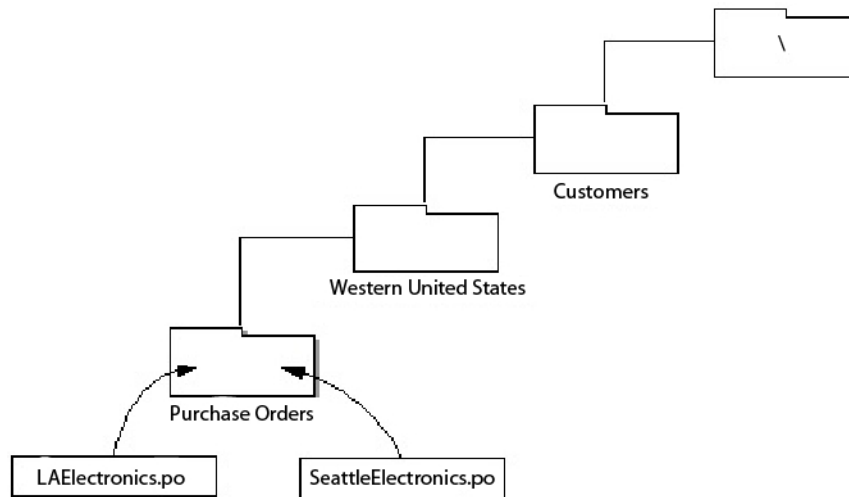 \
Customers
Western United States
Purchase Orders
LAElectronics.po
SeattleElectronics.po